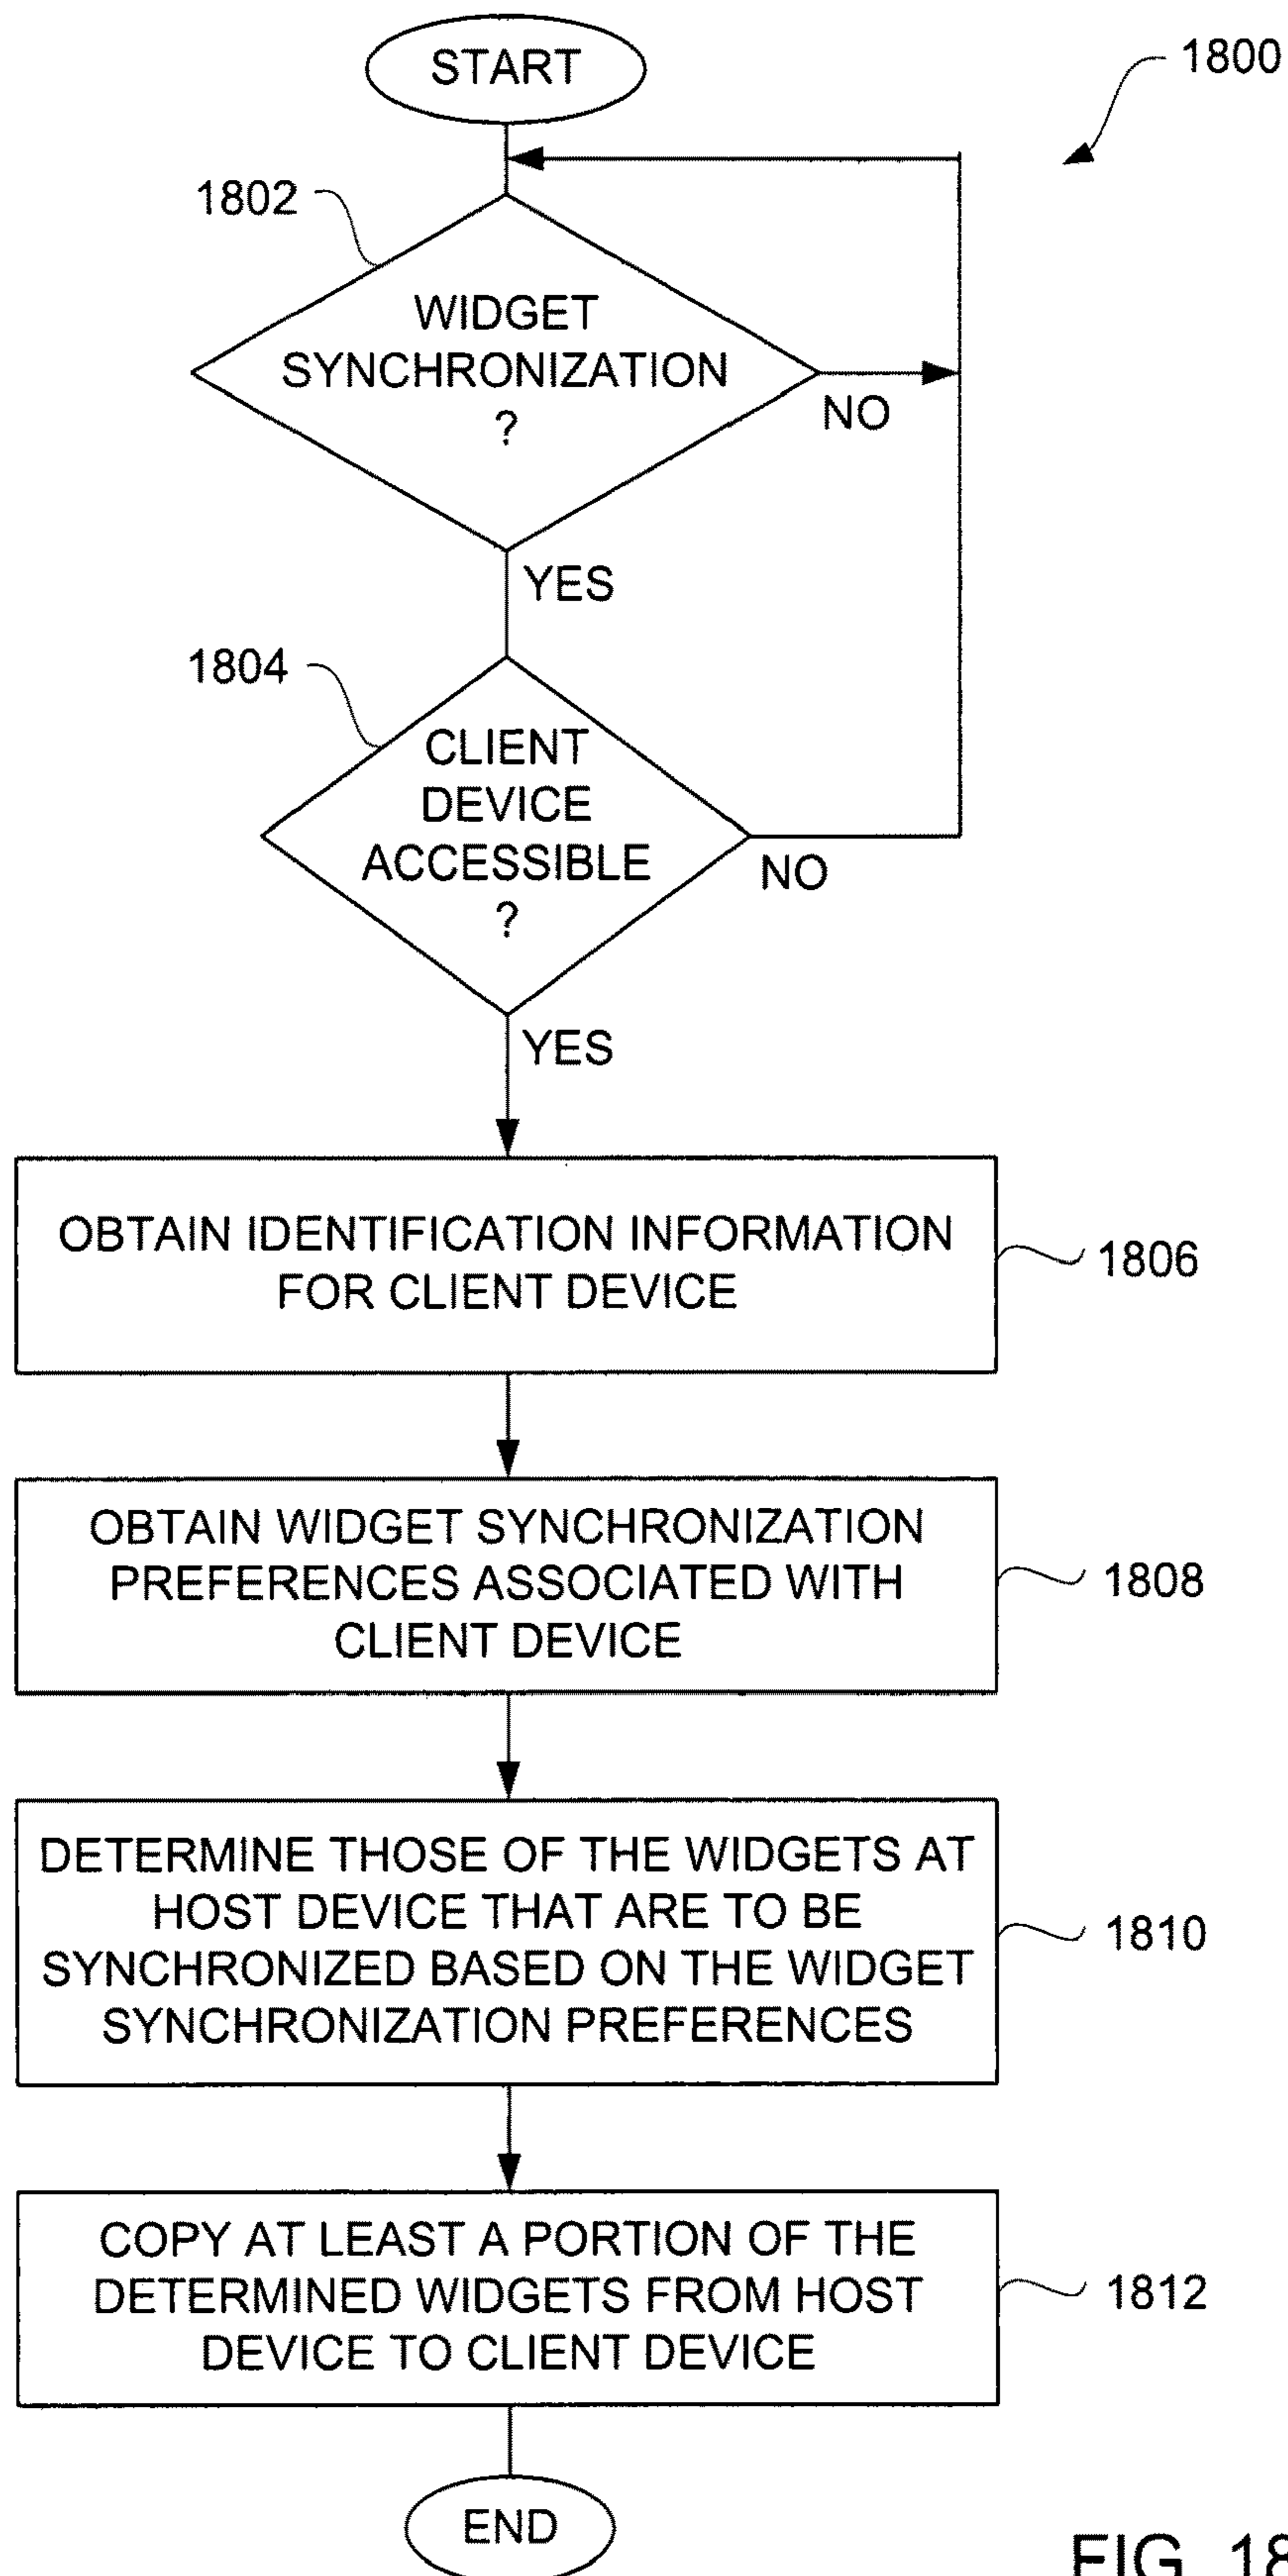 START
1800
1802
WIDGET
SYNCHRONIZATION
?
NO
YES
1804
CLIENT
DEVICE
ACCESSIBLE
?
NO
YES
OBTAIN IDENTIFICATION INFORMATION
FOR CLIENT DEVICE
1806
OBTAIN WIDGET SYNCHRONIZATION
PREFERENCES ASSOCIATED WITH
CLIENT DEVICE
1808
DETERMINE THOSE OF THE WIDGETS AT
HOST DEVICE THAT ARE TO BE
SYNCHRONIZED BASED ON THE WIDGET
SYNCHRONIZATION PREFERENCES
1810
COPY AT LEAST A PORTION OF THE
DETERMINED WIDGETS FROM HOST
DEVICE TO CLIENT DEVICE
1812
END
FIG. 18